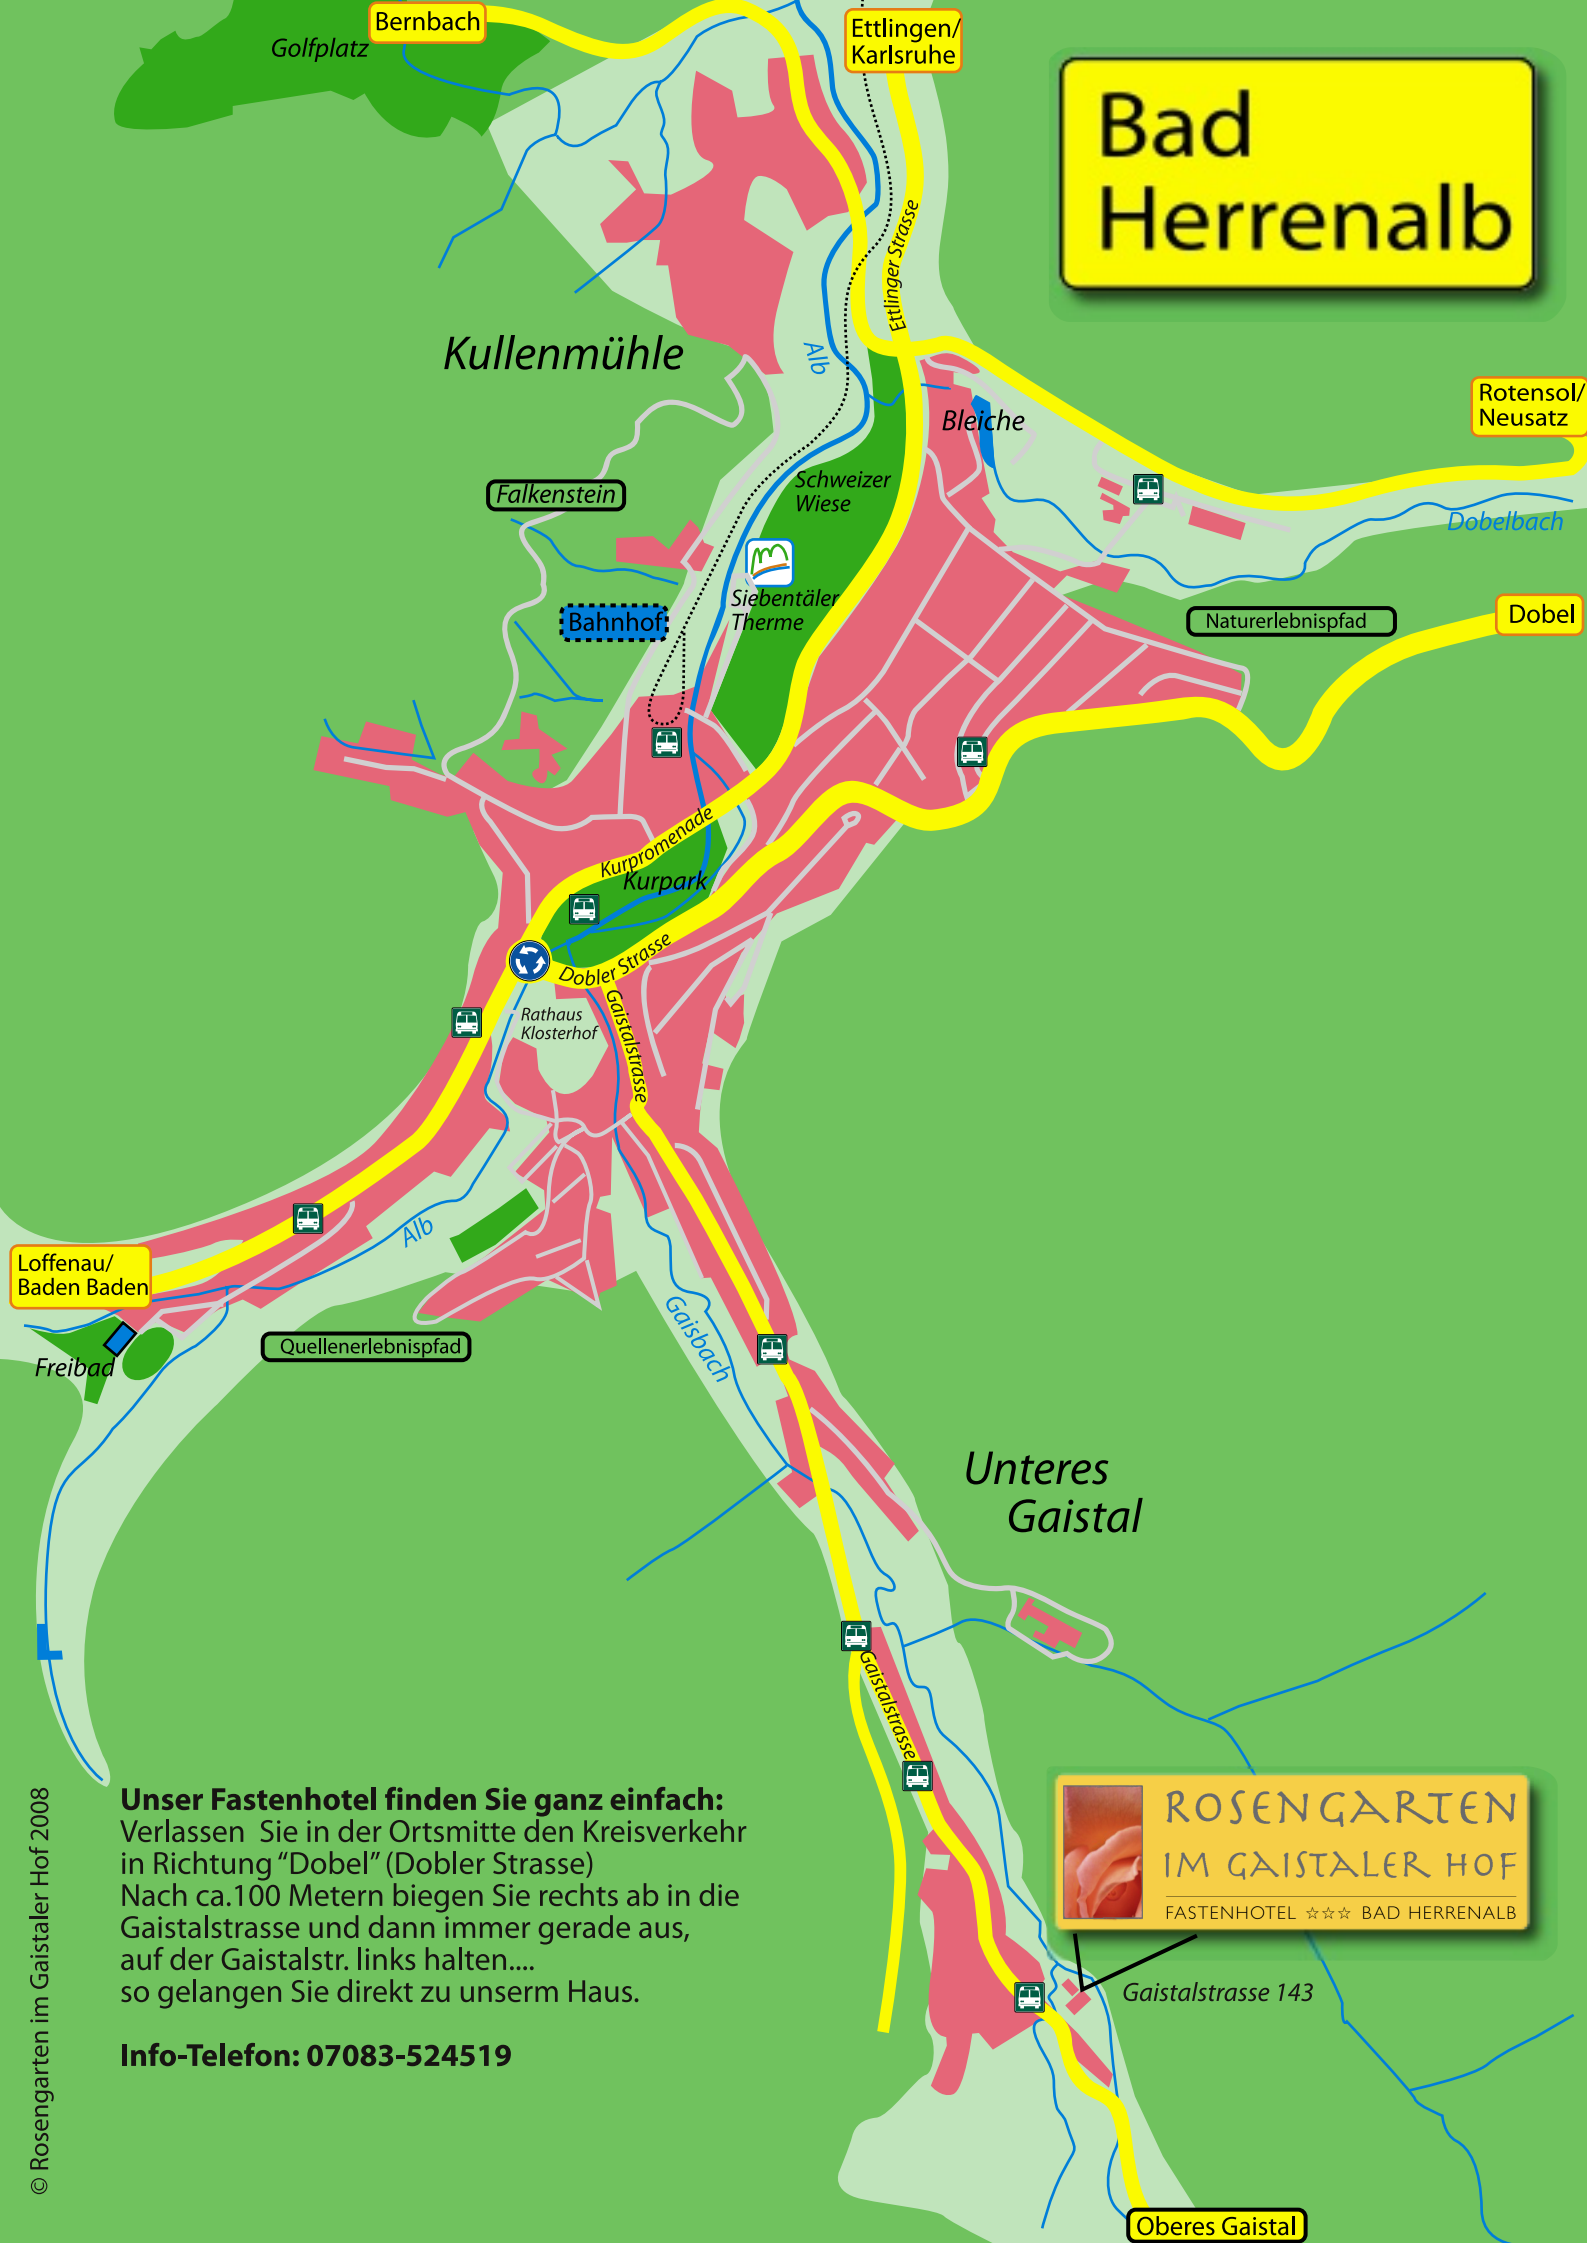 Bernbach
Golfplatz
Ettlingen/
Karlsruhe
Bad
Herrenalb
Ettlinger Strasse
Kullenmühle
Alb
Rotensol/
Neusatz
Bleiche
Falkenstein
Schweizer
Wiese
Dobelbach
Siebentäler
Therme
Bahnhof
Naturerlebnispfad
Dobel
Kurpromenade
Kurpark
Dobler Strasse
Gaistalstrasse
Rathaus
Klosterhof
Alb
Loffenau/
Baden Baden
Quellenerlebnispfad
Freibad
Gaisbach
Unteres
Gaistal
Gaistalstrasse
ROSENGARTEN
IM GAISTALER HOF
FASTENHOTEL ☆☆☆ BAD HERRENALB
Gaistalstrasse 143
Unser Fastenhotel finden Sie ganz einfach:
Verlassen Sie in der Ortsmitte den Kreisverkehr
in Richtung “Dobel” (Dobler Strasse)
Nach ca.100 Metern biegen Sie rechts ab in die
Gaistalstrasse und dann immer gerade aus,
auf der Gaistalstr. links halten....
so gelangen Sie direkt zu unserm Haus.
Info-Telefon: 07083-524519
© Rosengarten im Gaistaler Hof 2008
Oberes Gaistal